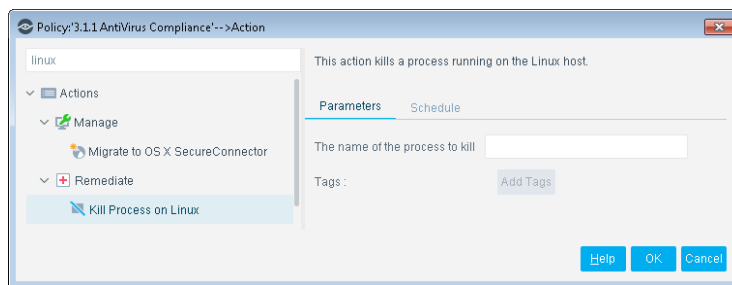 Policy:'3.1.1 AntiVirus Compliance'-->Action
linux
Actions
Manage
Migrate to OS X SecureConnector
Remediate
Kill Process on Linux
This action kills a process running on the Linux host.
Parameters Schedule
The name of the process to kill
Tags : Add Tags
Help OK Cancel